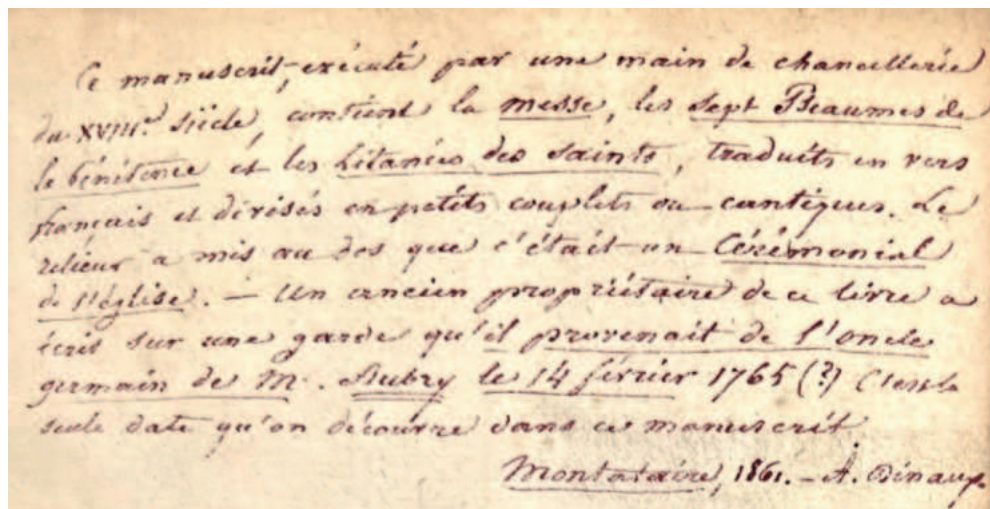 Ce manuscrit, exécuté par une main de chancellerie
du XVIIIe. siècle, contient la messe, les sept Pseaumes de
la Pénitence et les Litanies des Saints, traduits en vers
français et divisés en petits couplets ou cantiques. Le
relieur a mis au dos que c'était un Cérémonial
de l'église. — Un ancien propriétaire de ce livre a
écrit sur une garde qu'il provenait de l'oncle
germain de M. Aubry le 14 février 1765 (?) C'est la
seule date qu'on découvre dans ce manuscrit
Montataire, 1861. — A. Dinaux.